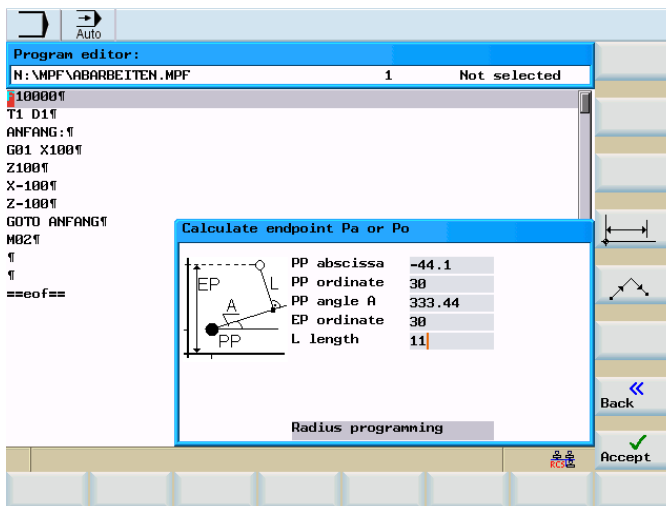 Auto
Program editor:
N:\MPF\ABARBEITEN.MPF 1 Not selected
10000¶
T1 D1¶
ANFANG:¶
G01 X100¶
Z100¶
X-100¶
Z-100¶
GOTO ANFANG¶
M02¶
¶
¶
==eof==
Calculate endpoint Pa or Po
EP
L
A
PP
PP abscissa -44.1
PP ordinate 30
PP angle A 333.44
EP ordinate 30
L length 11
Radius programming
Back
RCS
Accept